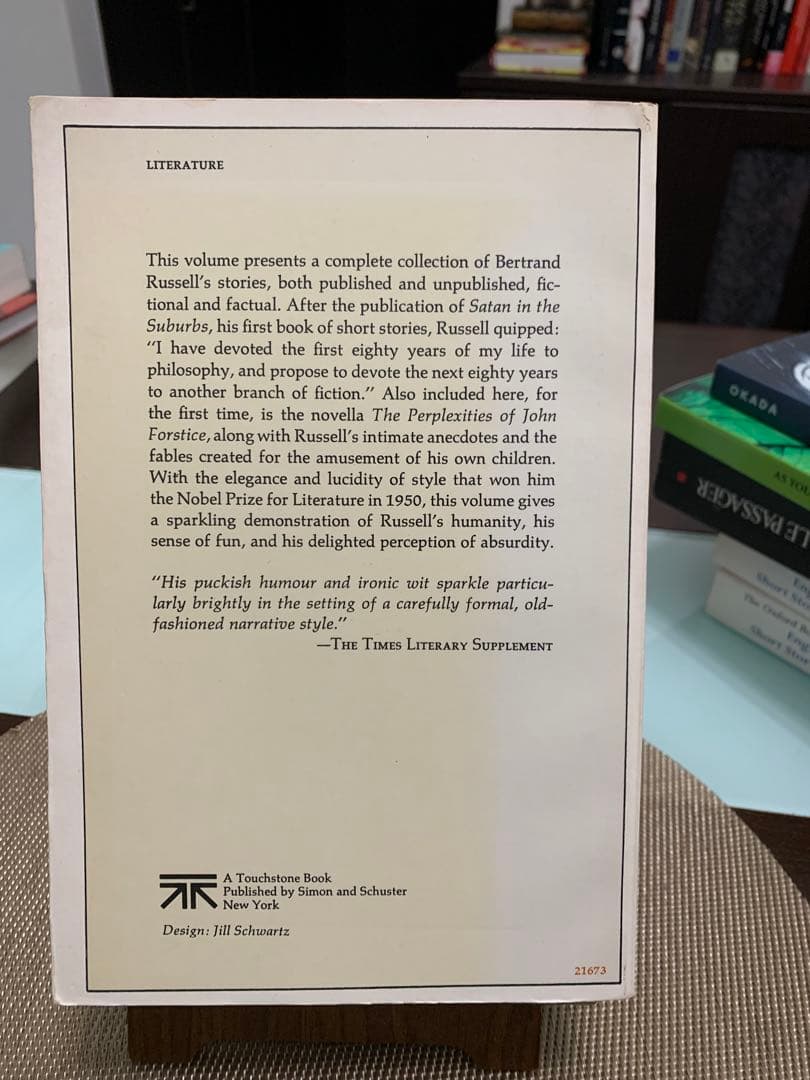 LITERATURE
This volume presents a complete collection of Bertrand
Russell's stories, both published and unpublished, fic-
tional and factual. After the publication of Satan in the
Suburbs, his first book of short stories, Russell quipped:
"I have devoted the first eighty years of my life to
philosophy, and propose to devote the next eighty years
to another branch of fiction." Also included here, for
the first time, is the novella The Perplexities of John
Forstice, along with Russell's intimate anecdotes and the
fables created for the amusement of his own children.
With the elegance and lucidity of style that won him
the Nobel Prize for Literature in 1950, this volume gives
a sparkling demonstration of Russell's humanity, his
sense of fun, and his delighted perception of absurdity.
"His puckish humour and ironic wit sparkle particu-
larly brightly in the setting of a carefully formal, old-
fashioned narrative style."
—THE TIMES LITERARY SUPPLEMENT
A Touchstone Book
Published by Simon and Schuster
New York
Design: Jill Schwartz
21673
OKADA
AS YOU
LE PASSAGER
Short
The Oxford
Short